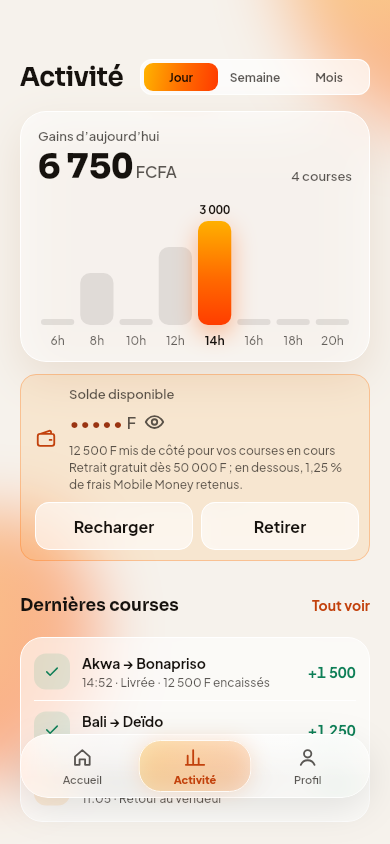 Activité
Jour Semaine Mois
Gains d’aujourd’hui
6 750 FCFA
4 courses
3 000
6h 8h 10h 12h 14h 16h 18h 20h
Solde disponible
••••• F
12 500 F mis de côté pour vos courses en cours
Retrait gratuit dès 50 000 F ; en dessous, 1,25 %
de frais Mobile Money retenus.
Recharger Retirer
Dernières courses Tout voir
Akwa → Bonapriso
14:52 · Livrée · 12 500 F encaissés
+1 500
Bali → Deïdo
+1 250
11:05 · Retour au vendeur
Accueil Activité Profil